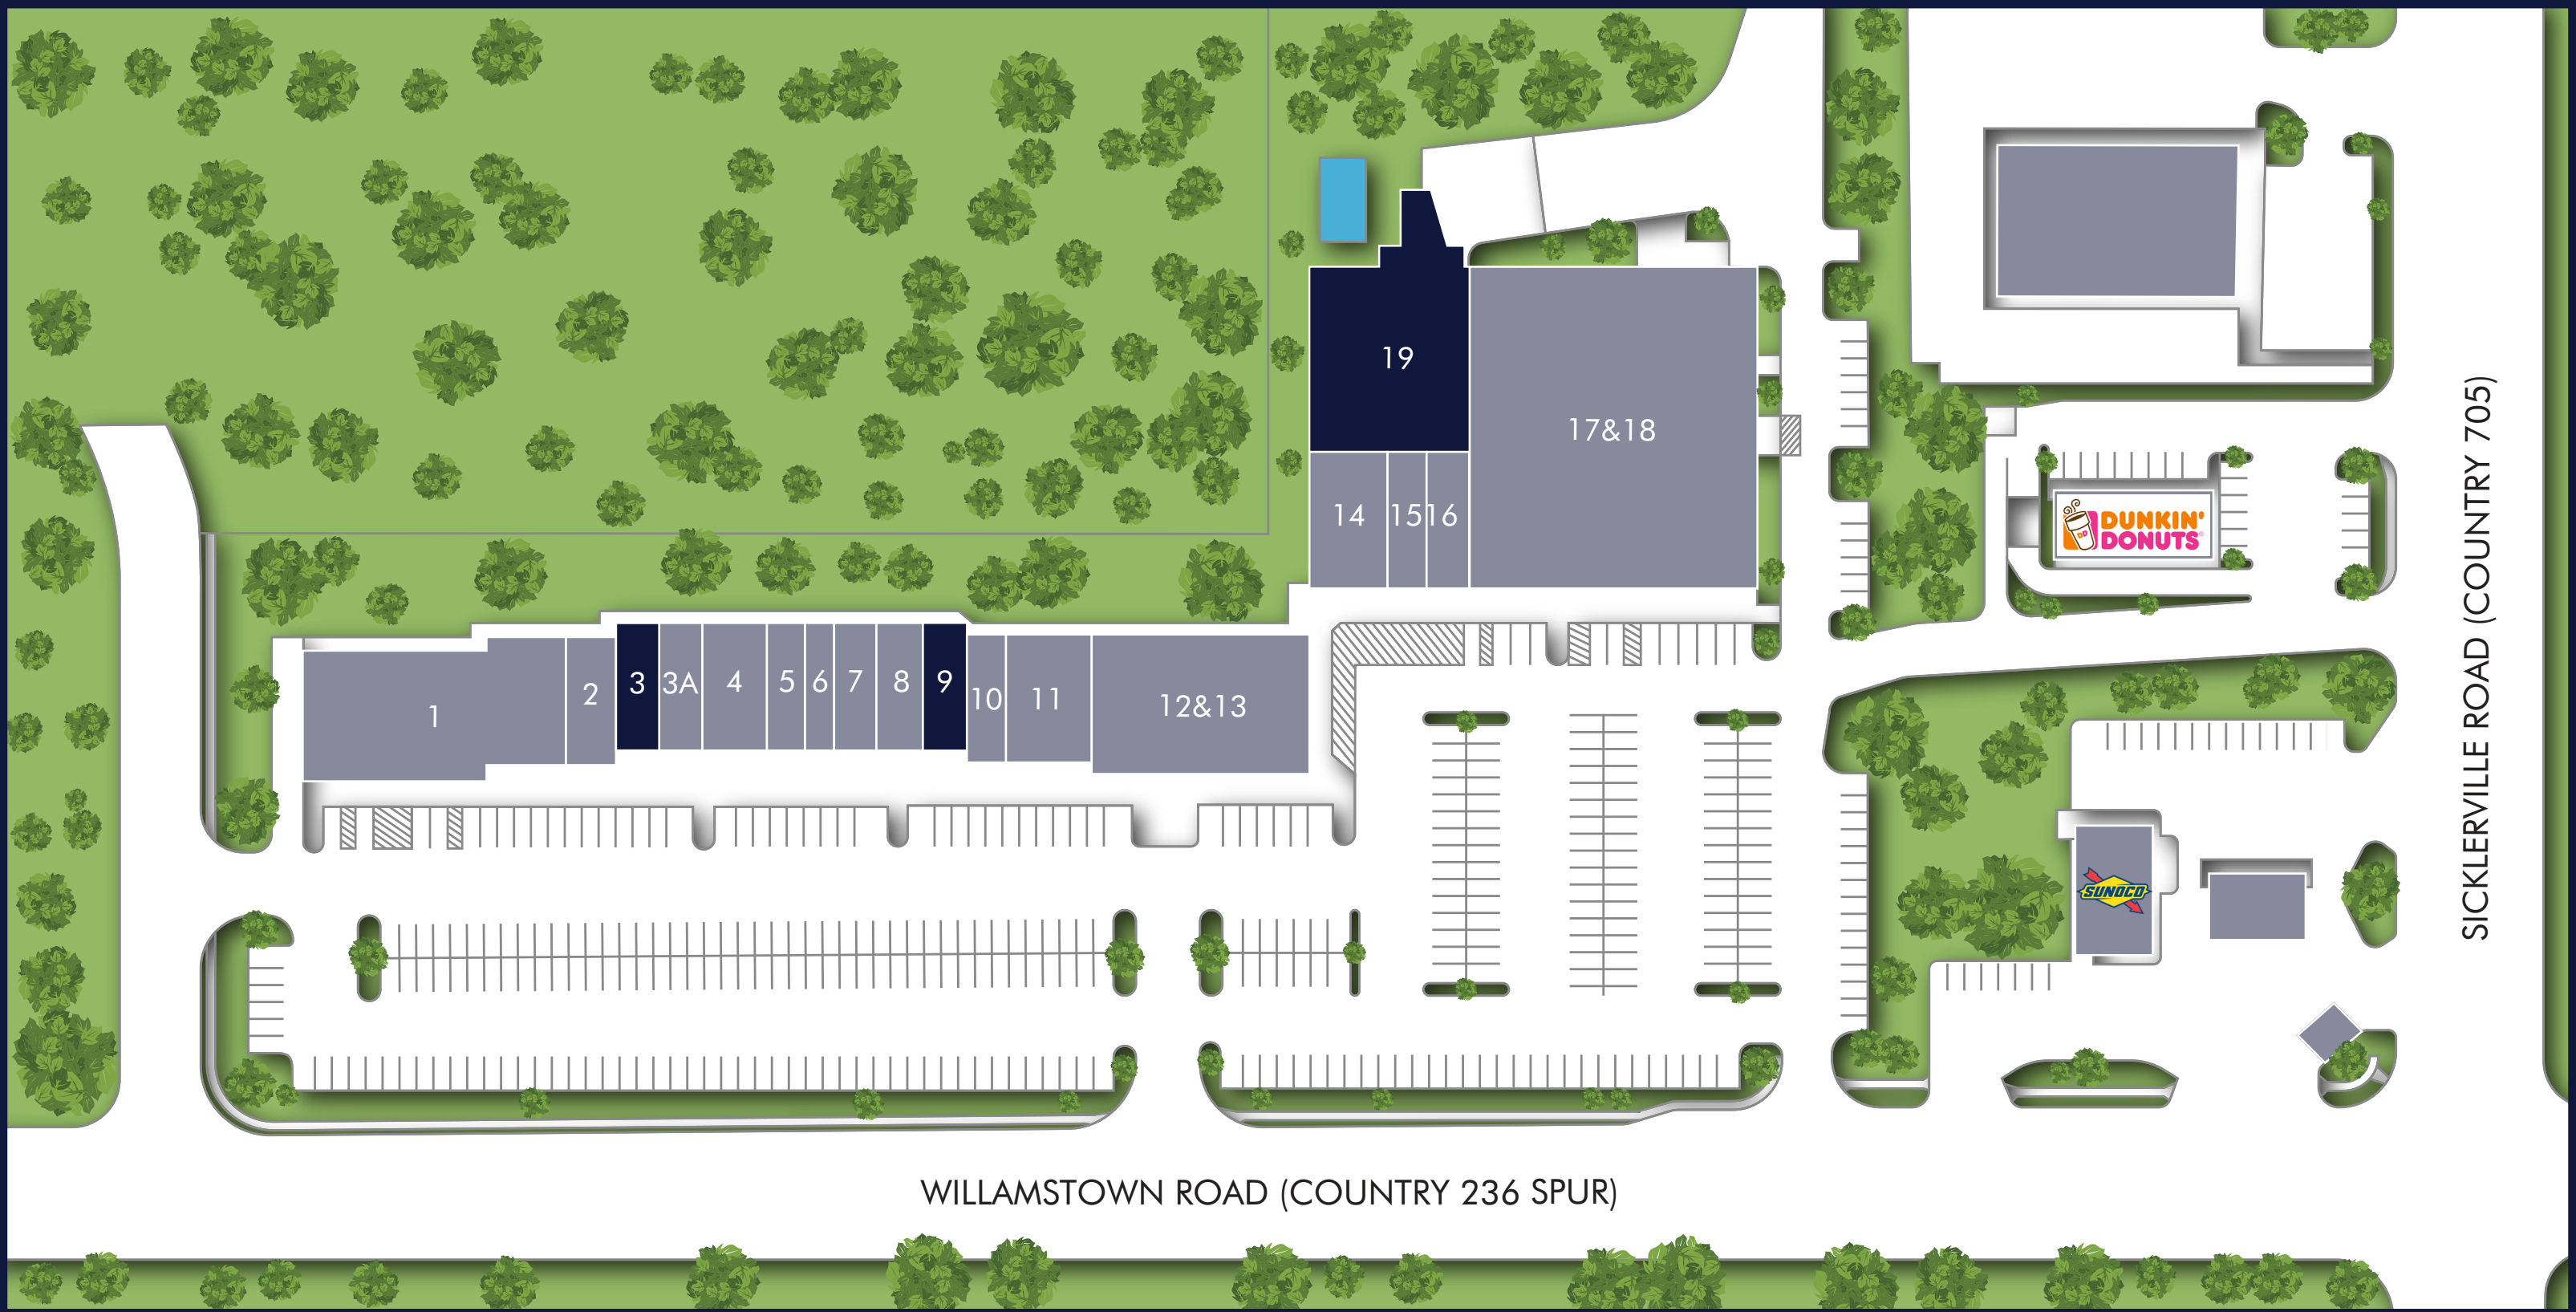 19
17&18
14
15
16
DUNKIN'
DONUTS
1
2
3
3A
4
5
6
7
8
9
10
11
12&13
SUNOCO
SICKLERVILLE ROAD (COUNTRY 705)
WILLAMSTOWN ROAD (COUNTRY 236 SPUR)